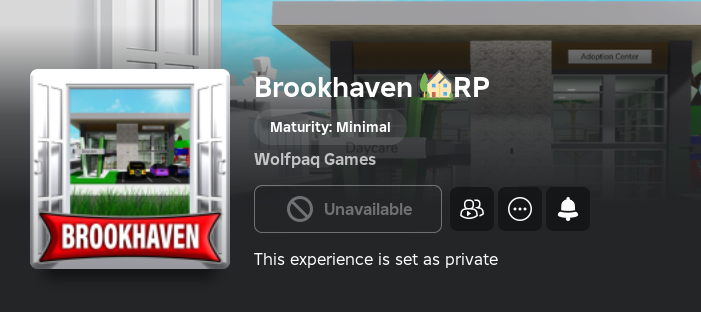 Adoption Center
Brookhaven 🏡RP
Maturity: Minimal
Daycare
Wolfpaq Games
Unavailable
This experience is set as private
BROOKHAVEN